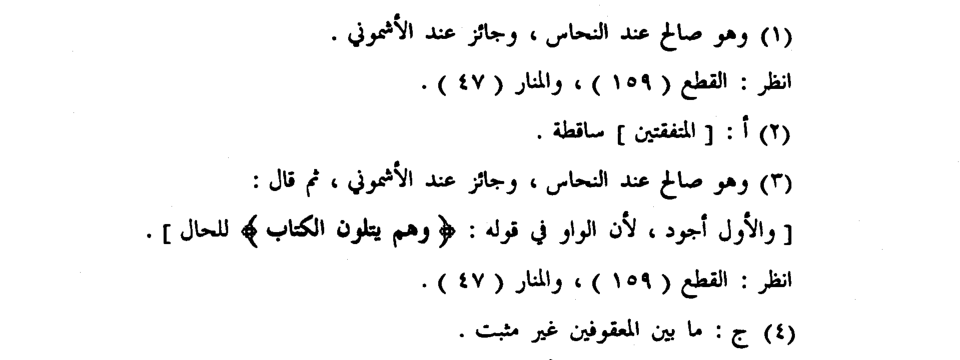 (١) وهو صالح عند النحاس ، وجائز عند الأشموني .
انظر : القطع ( ١٥٩ ) ، والمنار ( ٤٧ ) .
(٢) أ : [ المتفقتين ] ساقطة .
(٣) وهو صالح عند النحاس ، وجائز عند الأشموني ، ثم قال :
[ والأول أجود ، لأن الواو في قوله : ﴿ وهم يتلون الكتاب ﴾ للحال ] .
انظر : القطع ( ١٥٩ ) ، والمنار ( ٤٧ ) .
(٤) ج : ما بين المعقوفين غير مثبت .